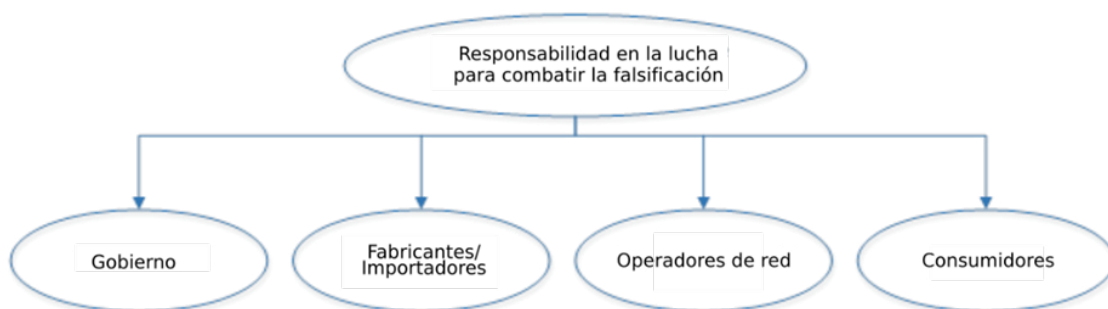 Responsabilidad en la lucha
para combatir la falsificación
Gobierno
Fabricantes/
Importadores
Operadores de red
Consumidores